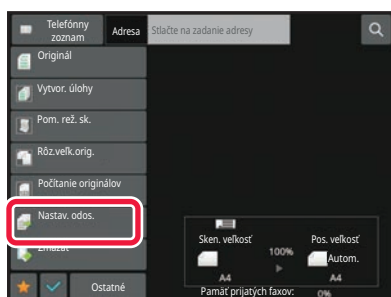 Telefónny
zoznam
Adresa
Stlačte na zadanie adresy
Originál
Vytvor. úlohy
Pom. rež. sk.
Rôz.veľk.orig.
Počítanie originálov
Nastav. odos.
Zmazať
Ostatné
Sken. veľkosť
Pos. veľkosť
100%
Autom.
A4
A4
Pamäť prijatých faxov:
0%